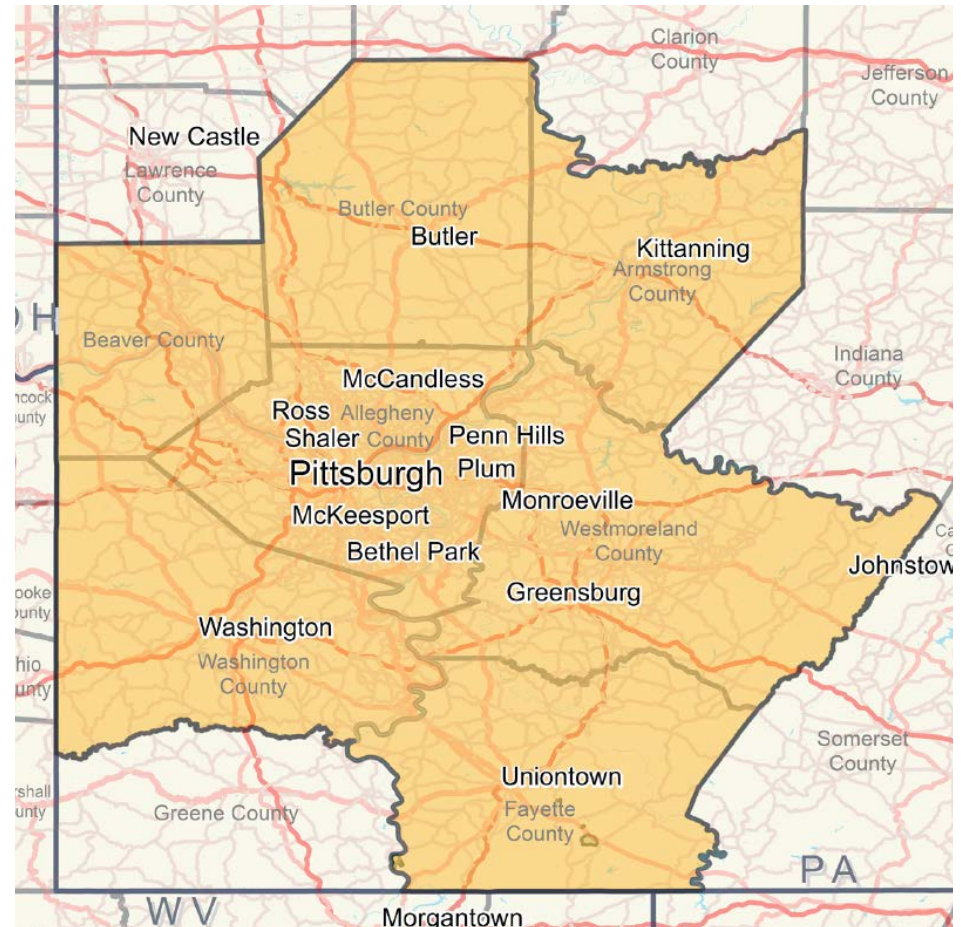 Clarion
County
Jefferson
County
New Castle
Lawrence
County
Butler County
Butler
Kittanning
Armstrong
County
OH
Beaver County
Indiana
County
McCandless
Ross
Allegheny
County
Shaler
Penn Hills
Pittsburgh
Plum
Monroeville
McKeesport
Westmoreland
County
Bethel Park
Johnstow
Greensburg
Washington
Washington
County
Somerset
County
Uniontown
Fayette
County
Greene County
PA
WV
Morgantown